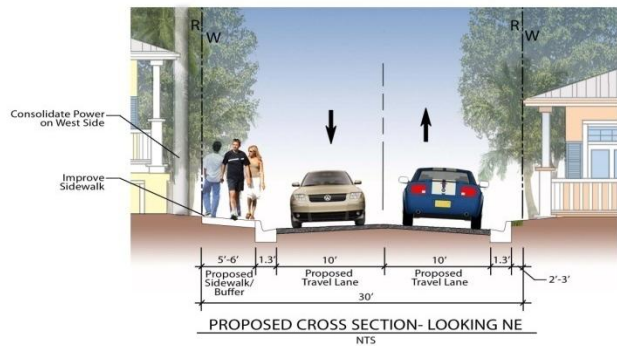 R
W
R
W
Consolidate Power
on West Side
Improve
Sidewalk
5'-6' 1.3' 10' 10' 1.3'
Proposed
Sidewalk/
Buffer
Proposed
Travel Lane
Proposed
Travel Lane
2'-3'
30'
PROPOSED CROSS SECTION- LOOKING NE
NTS